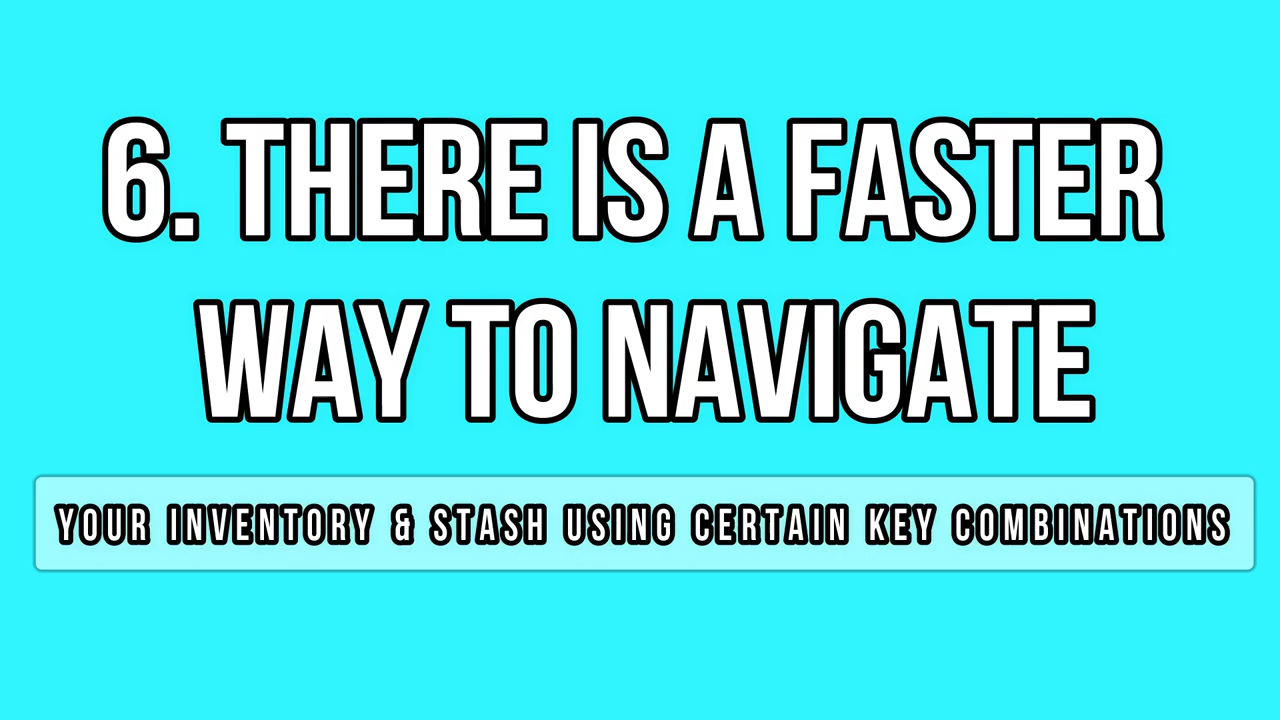 6. THERE IS A FASTER
WAY TO NAVIGATE
YOUR INVENTORY & STASH USING CERTAIN KEY COMBINATIONS